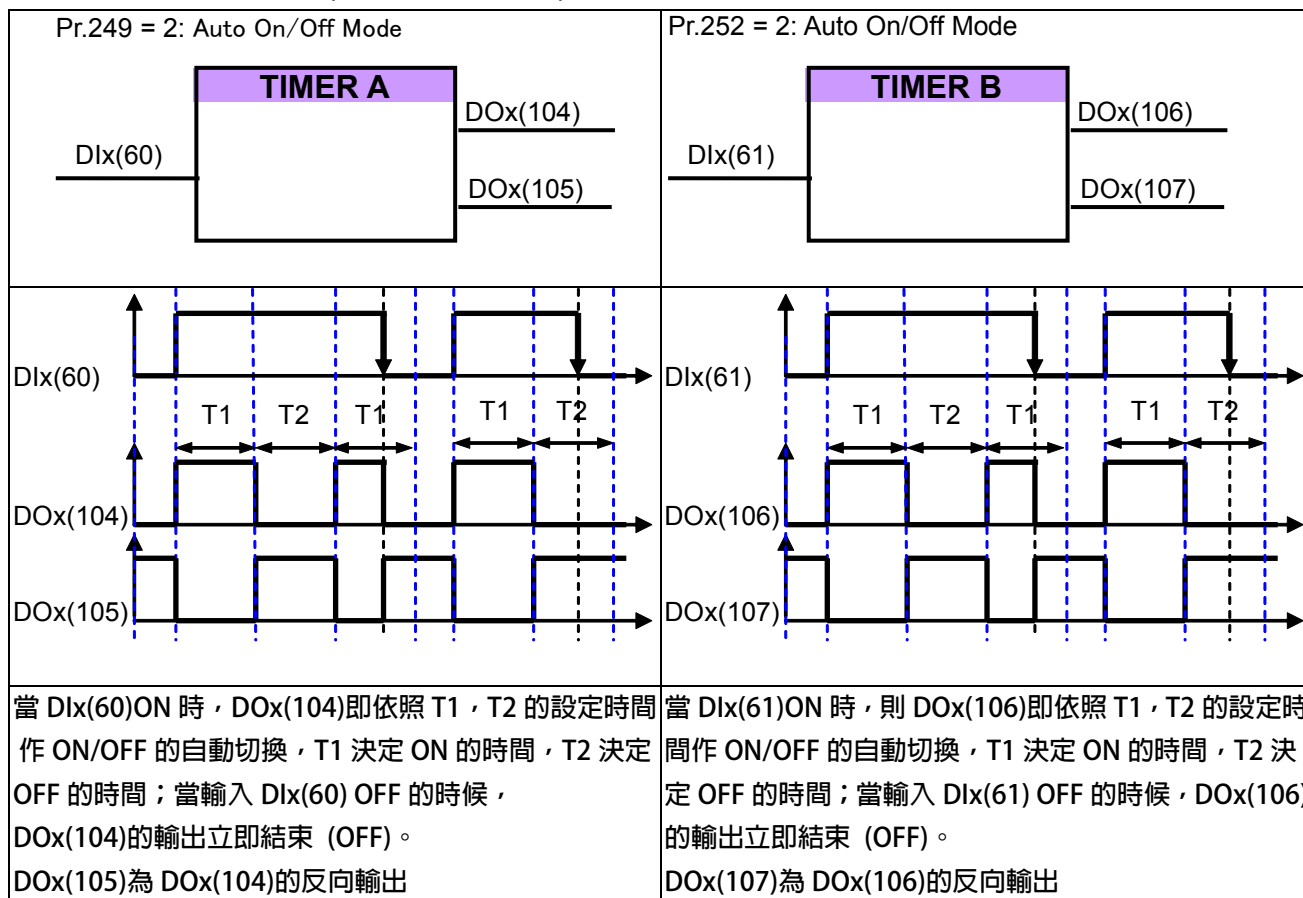 Pr.249 = 2: Auto On/Off Mode
TIMER A
DIx(60)
DOx(104)
DOx(105)
Pr.252 = 2: Auto On/Off Mode
TIMER B
DIx(61)
DOx(106)
DOx(107)
DIx(60)
T1 T2 T1 T1 T2
DOx(104)
DOx(105)
DIx(61)
T1 T2 T1 T1 T2
DOx(106)
DOx(107)
當 DIx(60)ON 時，DOx(104)即依照 T1，T2 的設定時間
作 ON/OFF 的自動切換，T1 決定 ON 的時間，T2 決定
OFF 的時間；當輸入 DIx(60) OFF 的時候，
DOx(104)的輸出立即結束 (OFF)。
DOx(105)為 DOx(104)的反向輸出
當 DIx(61)ON 時，則 DOx(106)即依照 T1，T2 的設定時
間作 ON/OFF 的自動切換，T1 決定 ON 的時間，T2 決
定 OFF 的時間；當輸入 DIx(61) OFF 的時候，DOx(106)
的輸出立即結束 (OFF)。
DOx(107)為 DOx(106)的反向輸出